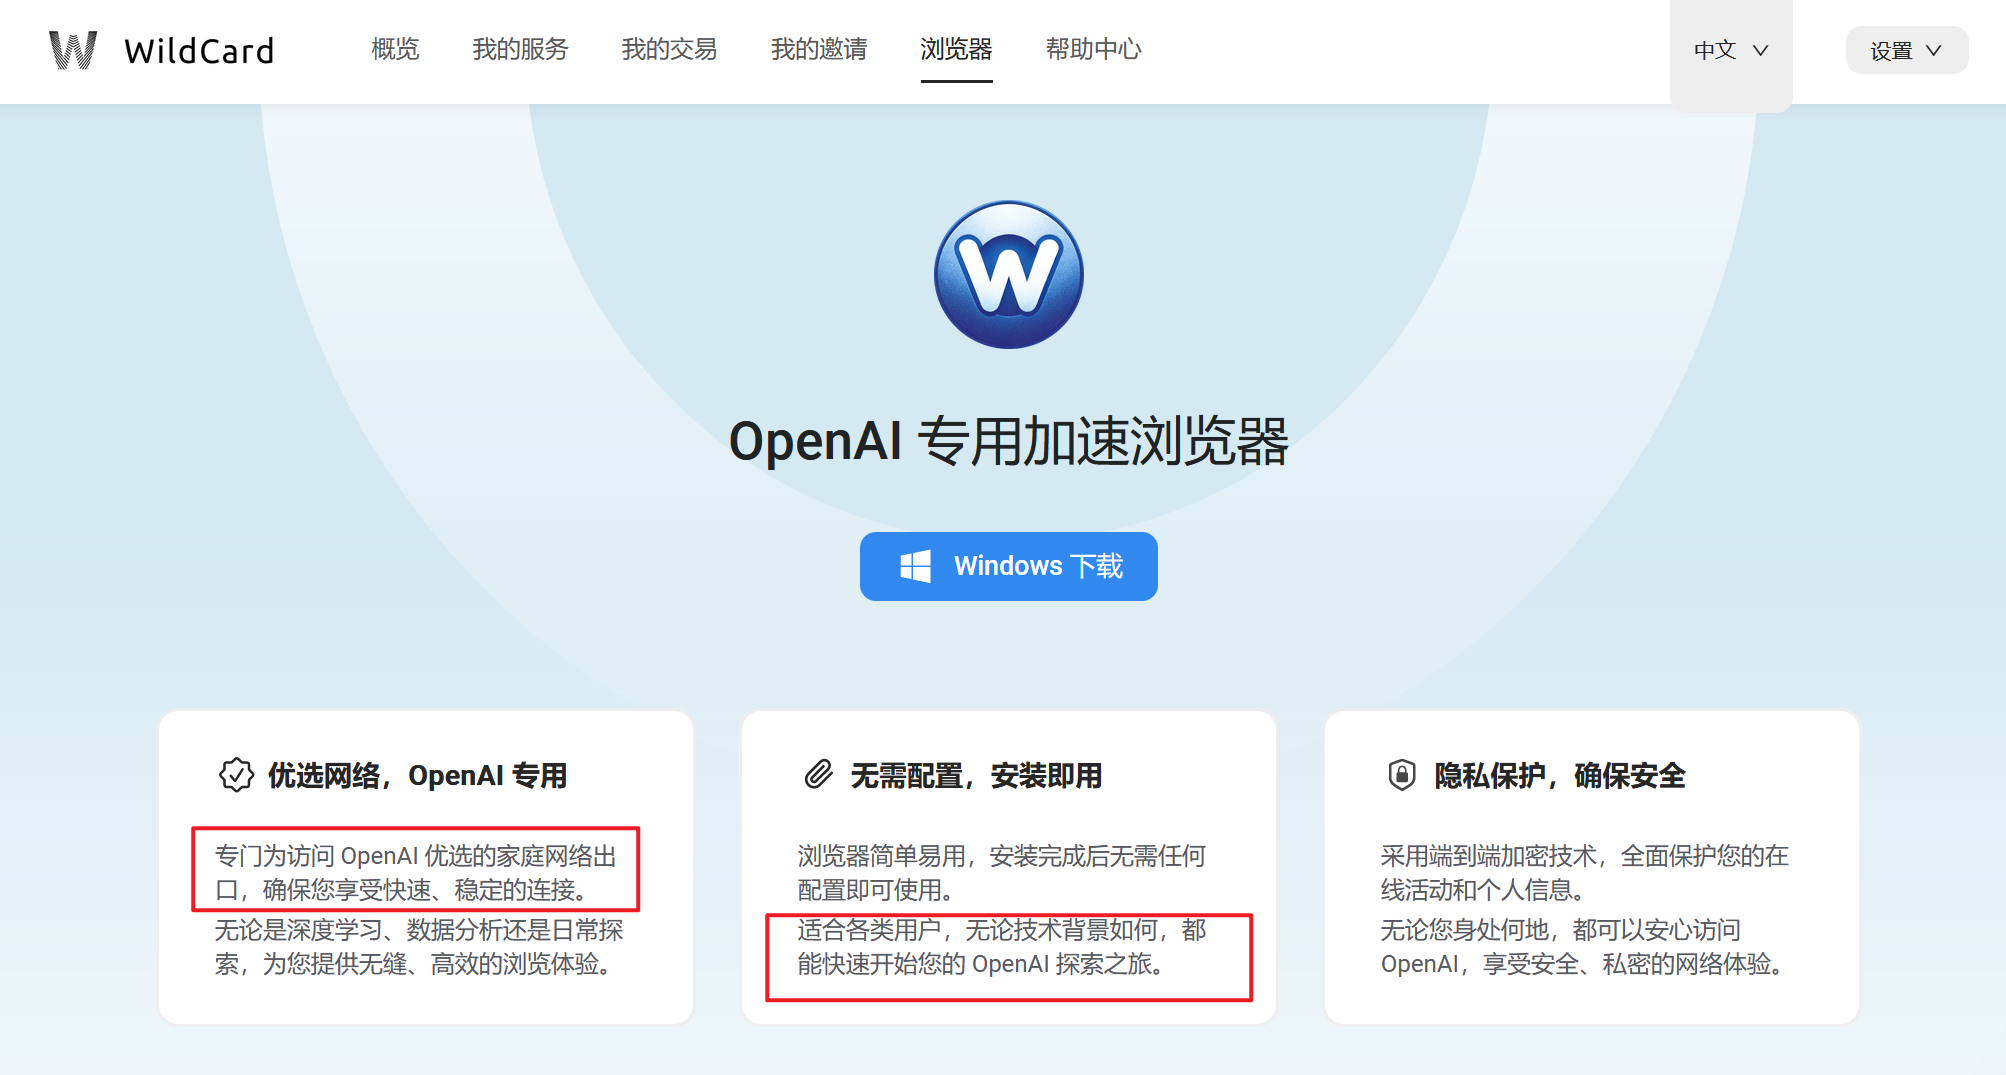 WildCard
概览
我的服务
我的交易
我的邀请
浏览器
帮助中心
中文
设置
OpenAI 专用加速浏览器
Windows 下载
优选网络，OpenAI 专用
专门为访问 OpenAI 优选的家庭网络出
口，确保您享受快速、稳定的连接。
无论是深度学习、数据分析还是日常探
索，为您提供无缝、高效的浏览体验。
无需配置，安装即用
浏览器简单易用，安装完成后无需任何
配置即可使用。
适合各类用户，无论技术背景如何，都
能快速开始您的 OpenAI 探索之旅。
隐私保护，确保安全
采用端到端加密技术，全面保护您的在
线活动和个人信息。
无论您身处何地，都可以安心访问
OpenAI，享受安全、私密的网络体验。